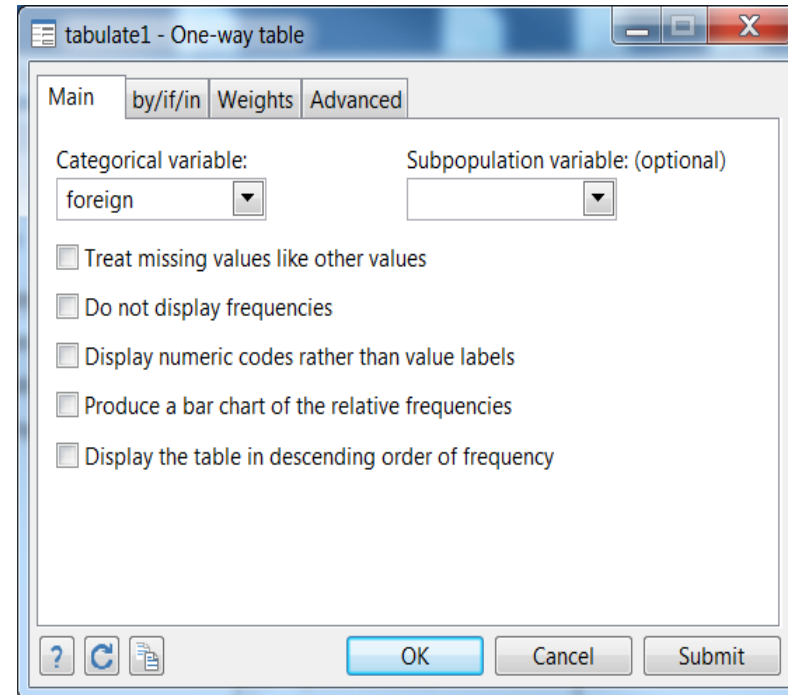 tabulate1 - One-way table
Main by/if/in Weights Advanced
Categorical variable: Subpopulation variable: (optional)
foreign
Treat missing values like other values
Do not display frequencies
Display numeric codes rather than value labels
Produce a bar chart of the relative frequencies
Display the table in descending order of frequency
? OK Cancel Submit